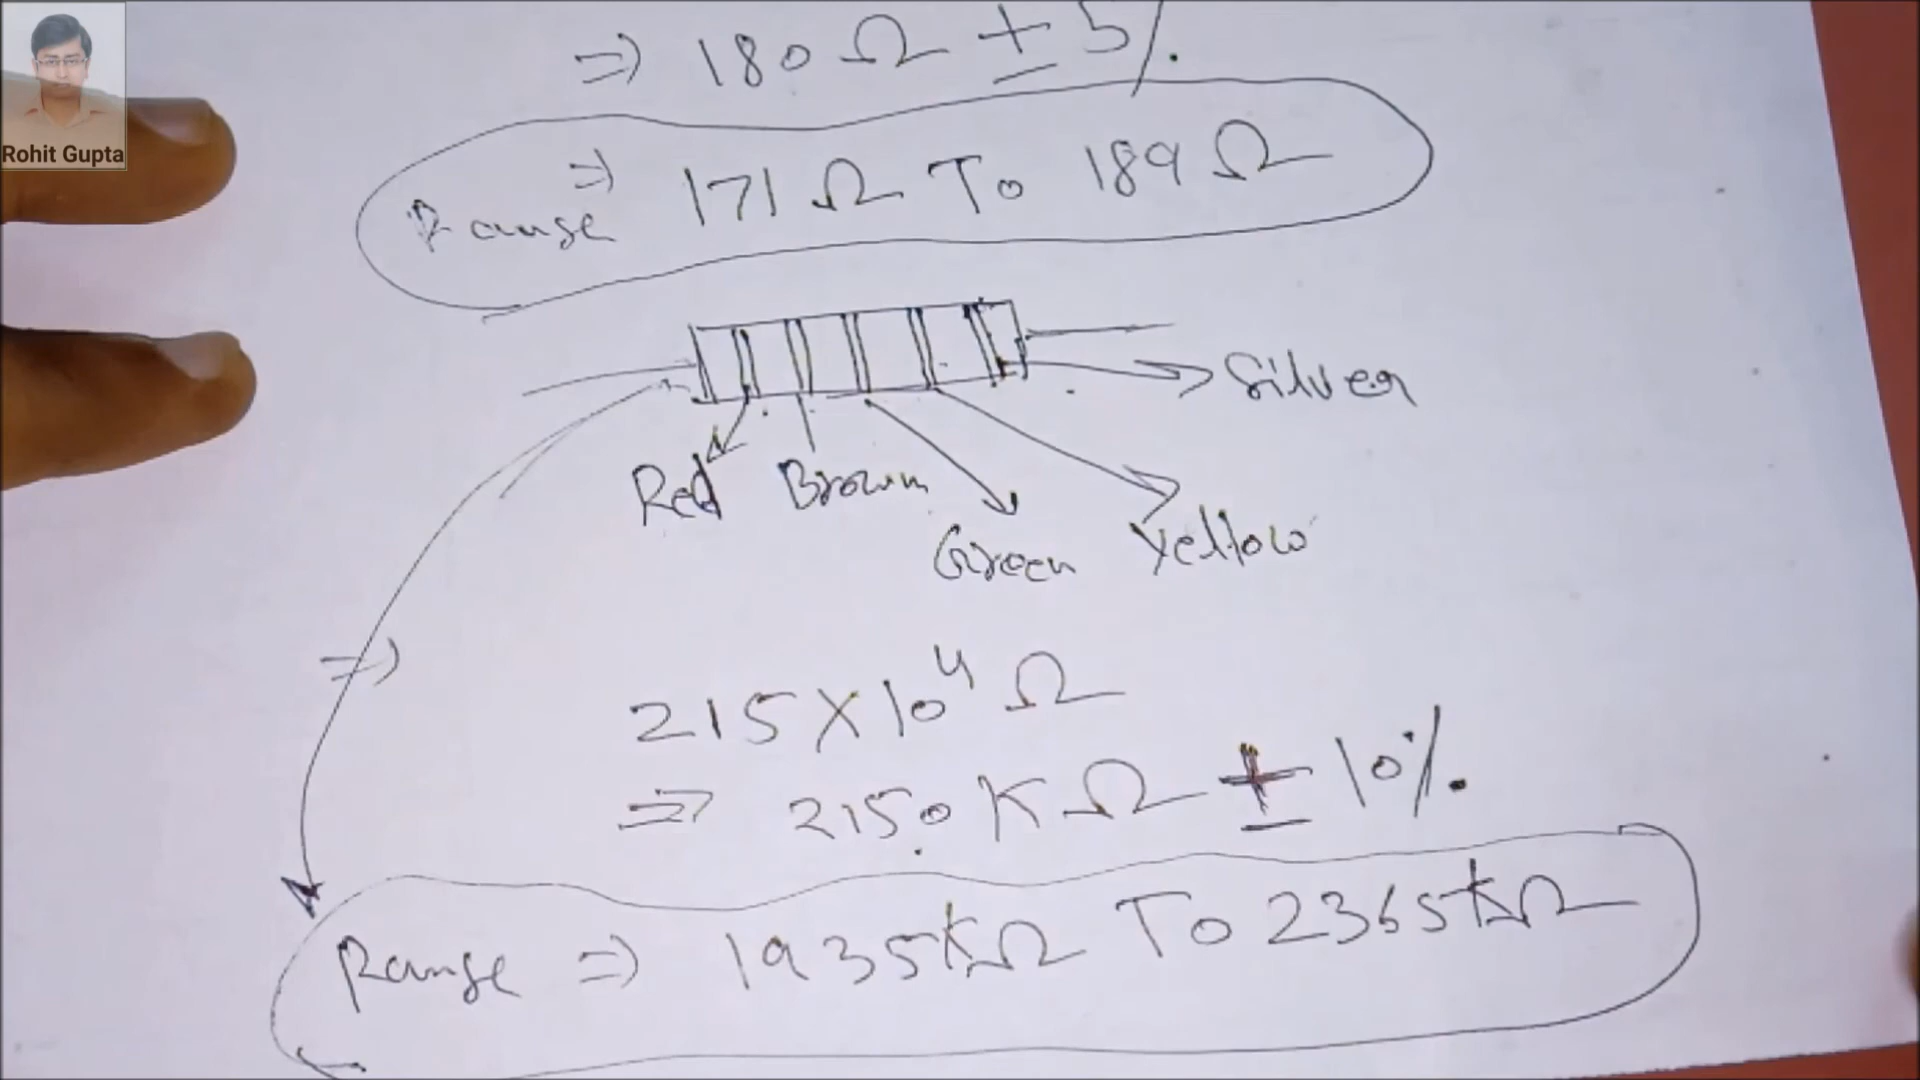 => 180 Ω ± 5%
Rohit Gupta
=> Range 171 Ω To 189 Ω
Silver
Red Brown
Green Yellow
=>
215 X 10⁴ Ω
=> 2150 K Ω ± 10%
Range => 1935 KΩ To 2365 KΩ